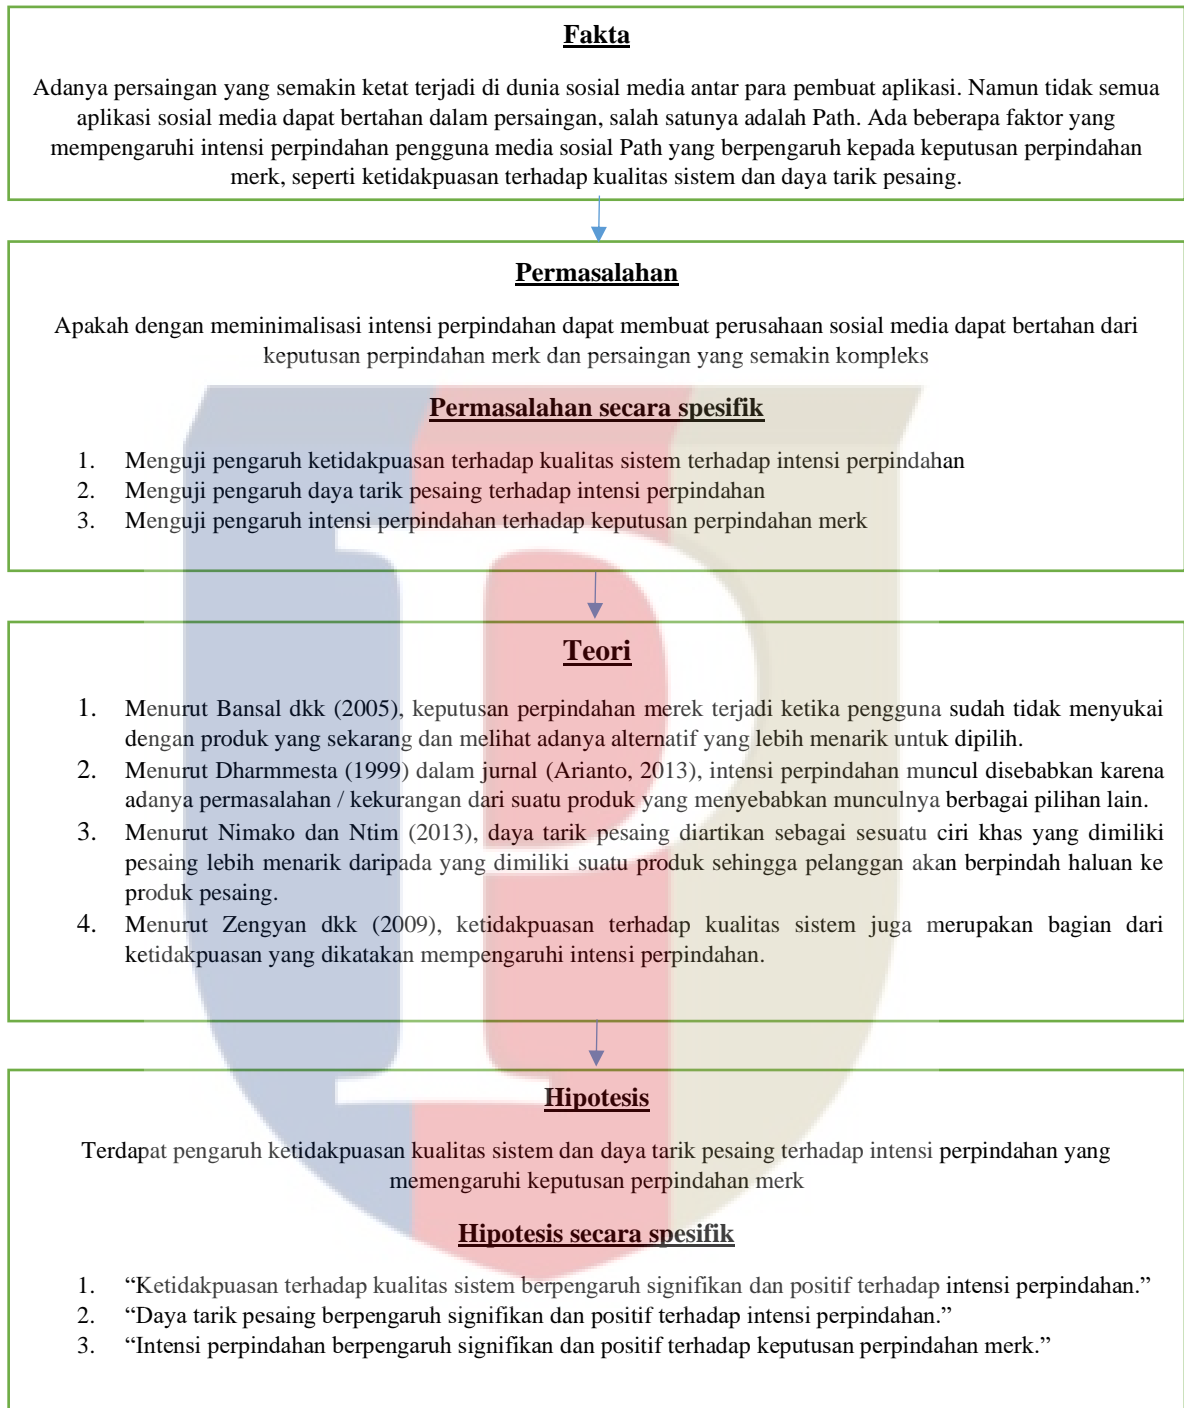 Fakta
Adanya persaingan yang semakin ketat terjadi di dunia sosial media antar para pembuat aplikasi. Namun tidak semua
aplikasi sosial media dapat bertahan dalam persaingan, salah satunya adalah Path. Ada beberapa faktor yang
mempengaruhi intensi perpindahan pengguna media sosial Path yang berpengaruh kepada keputusan perpindahan
merk, seperti ketidakpuasan terhadap kualitas sistem dan daya tarik pesaing.
Permasalahan
Apakah dengan meminimalisasi intensi perpindahan dapat membuat perusahaan sosial media dapat bertahan dari
keputusan perpindahan merk dan persaingan yang semakin kompleks
Permasalahan secara spesifik
1. Menguji pengaruh ketidakpuasan terhadap kualitas sistem terhadap intensi perpindahan
2. Menguji pengaruh daya tarik pesaing terhadap intensi perpindahan
3. Menguji pengaruh intensi perpindahan terhadap keputusan perpindahan merk
Teori
1. Menurut Bansal dkk (2005), keputusan perpindahan merek terjadi ketika pengguna sudah tidak menyukai
dengan produk yang sekarang dan melihat adanya alternatif yang lebih menarik untuk dipilih.
2. Menurut Dharmmesta (1999) dalam jurnal (Arianto, 2013), intensi perpindahan muncul disebabkan karena
adanya permasalahan / kekurangan dari suatu produk yang menyebabkan munculnya berbagai pilihan lain.
3. Menurut Nimako dan Ntim (2013), daya tarik pesaing diartikan sebagai sesuatu ciri khas yang dimiliki
pesaing lebih menarik daripada yang dimiliki suatu produk sehingga pelanggan akan berpindah haluan ke
produk pesaing.
4. Menurut Zengyan dkk (2009), ketidakpuasan terhadap kualitas sistem juga merupakan bagian dari
ketidakpuasan yang dikatakan mempengaruhi intensi perpindahan.
Hipotesis
Terdapat pengaruh ketidakpuasan kualitas sistem dan daya tarik pesaing terhadap intensi perpindahan yang
memengaruhi keputusan perpindahan merk
Hipotesis secara spesifik
1. “Ketidakpuasan terhadap kualitas sistem berpengaruh signifikan dan positif terhadap intensi perpindahan.”
2. “Daya tarik pesaing berpengaruh signifikan dan positif terhadap intensi perpindahan.”
3. “Intensi perpindahan berpengaruh signifikan dan positif terhadap keputusan perpindahan merk.”